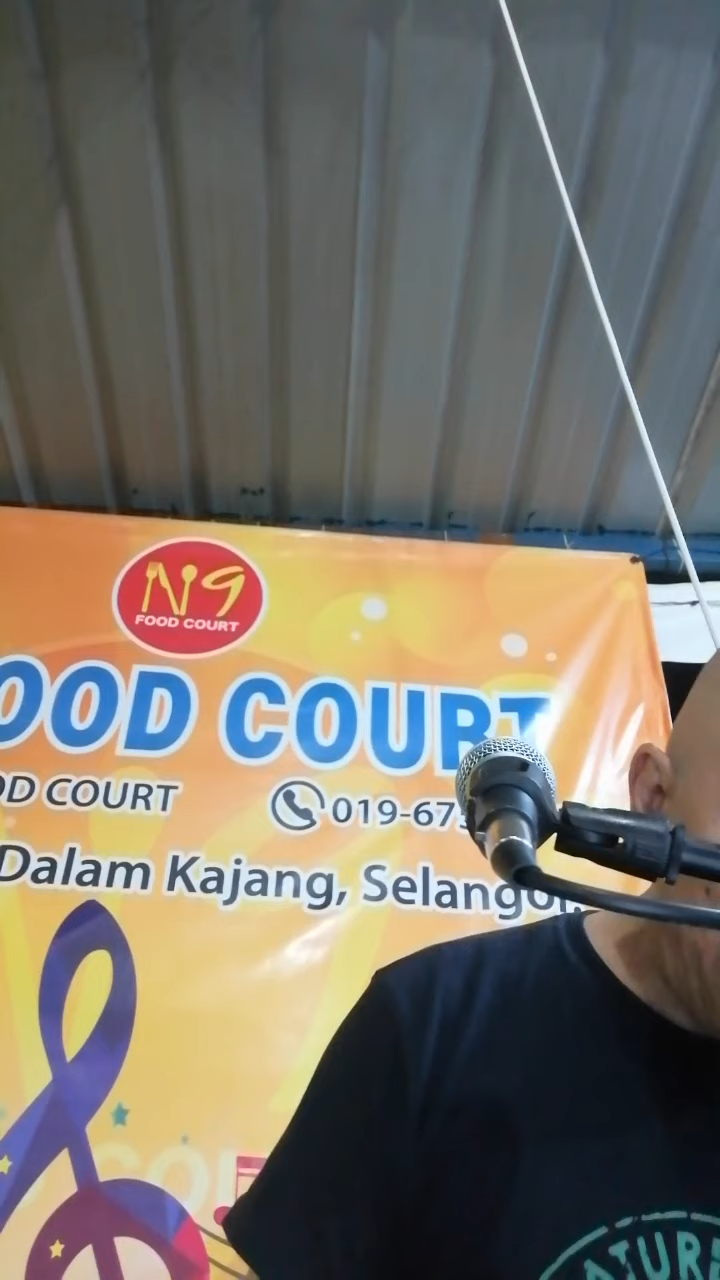 N9
FOOD COURT
OOD COURT
OD COURT 019-67
Dalam Kajang, Selangor.